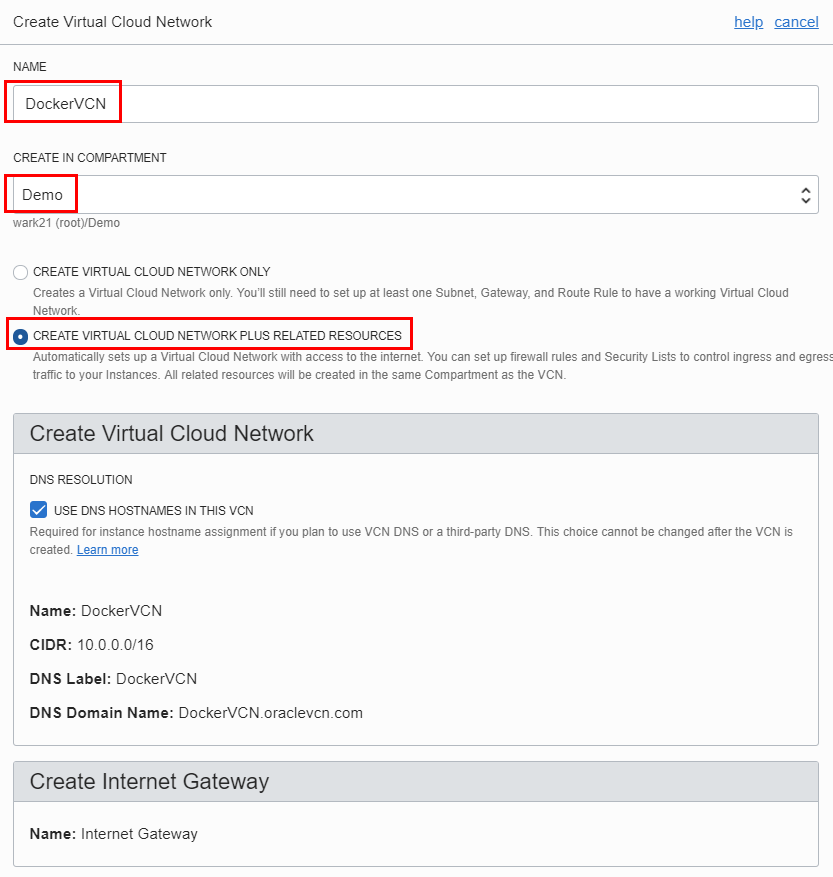 Create Virtual Cloud Network help cancel
NAME
DockerVCN
CREATE IN COMPARTMENT
Demo
wark21 (root)/Demo
CREATE VIRTUAL CLOUD NETWORK ONLY
Creates a Virtual Cloud Network only. You'll still need to set up at least one Subnet, Gateway, and Route Rule to have a working Virtual Cloud
Network.
CREATE VIRTUAL CLOUD NETWORK PLUS RELATED RESOURCES
Automatically sets up a Virtual Cloud Network with access to the internet. You can set up firewall rules and Security Lists to control ingress and egress
traffic to your Instances. All related resources will be created in the same Compartment as the VCN.
Create Virtual Cloud Network
DNS RESOLUTION
USE DNS HOSTNAMES IN THIS VCN
Required for instance hostname assignment if you plan to use VCN DNS or a third-party DNS. This choice cannot be changed after the VCN is
created. Learn more
Name: DockerVCN
CIDR: 10.0.0.0/16
DNS Label: DockerVCN
DNS Domain Name: DockerVCN.oraclevcn.com
Create Internet Gateway
Name: Internet Gateway